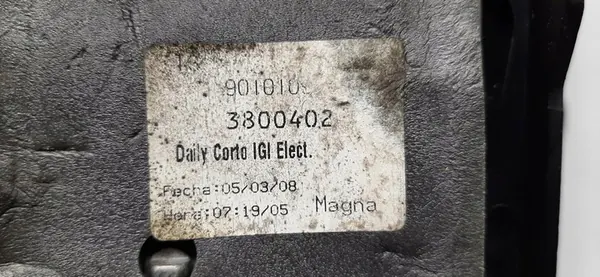 3800402
Daily Corto IGI Elect.
Fecha:05/03/08
Hora:07:19/05 Magna